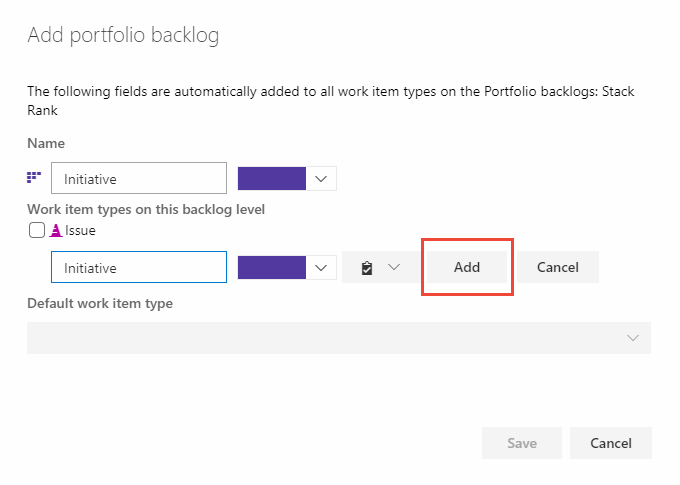 Add portfolio backlog
The following fields are automatically added to all work item types on the Portfolio backlogs: Stack
Rank
Name
Initiative
Work item types on this backlog level
Issue
Initiative Add Cancel
Default work item type
Save Cancel